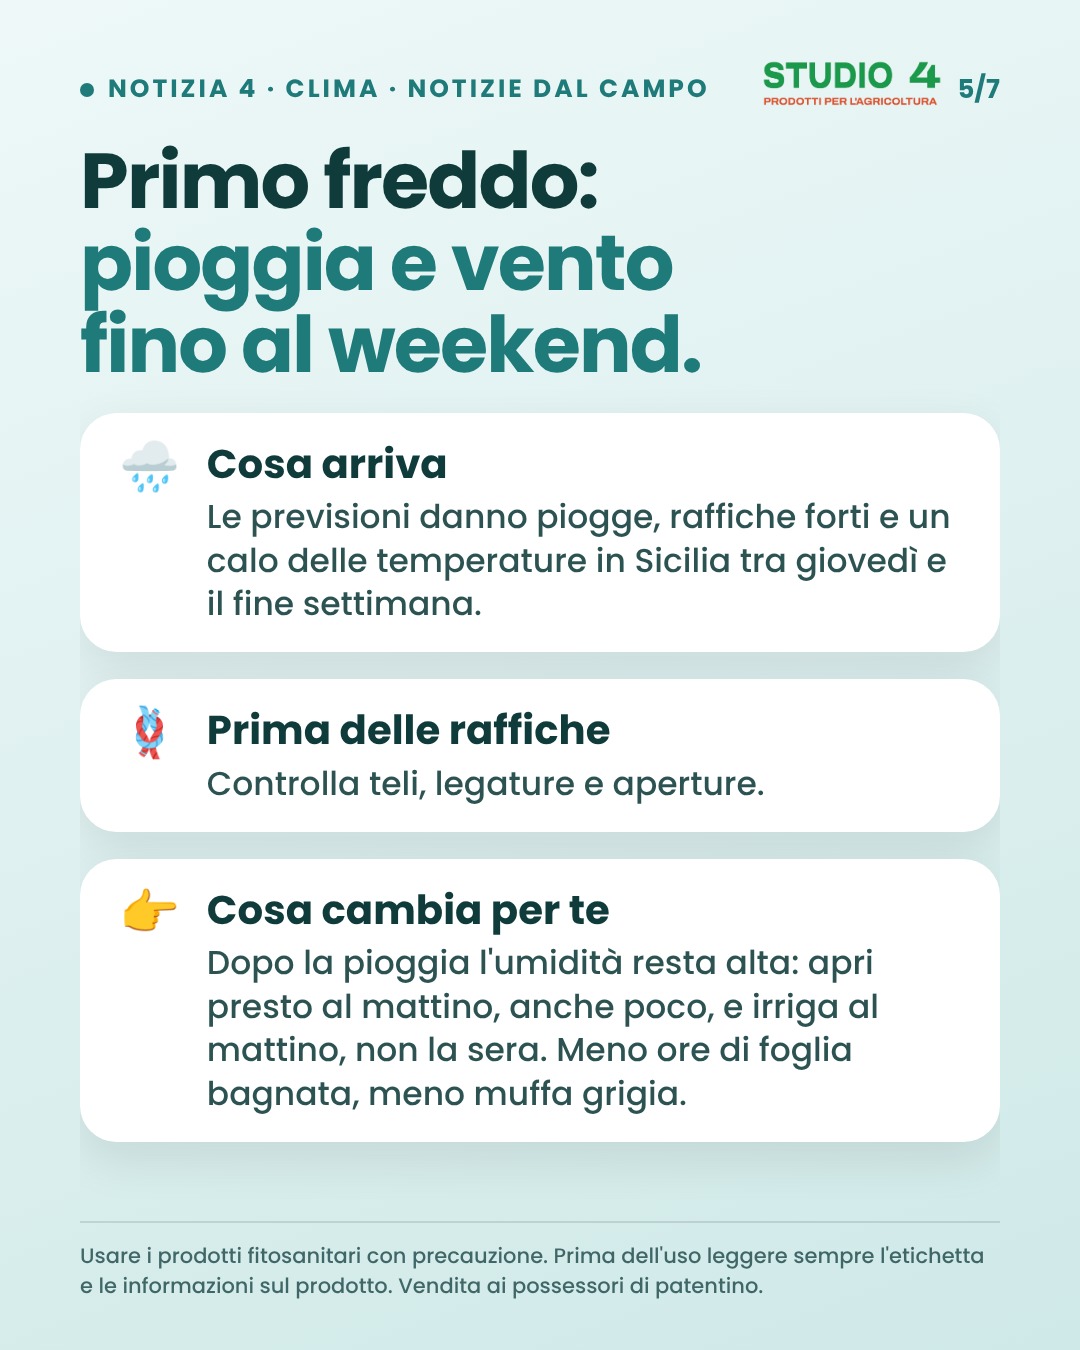 NOTIZIA 4 · CLIMA · NOTIZIE DAL CAMPO
STUDIO 4
PRODOTTI PER L'AGRICOLTURA
5/7
Primo freddo:
pioggia e vento
fino al weekend.
Cosa arriva
Le previsioni danno piogge, raffiche forti e un
calo delle temperature in Sicilia tra giovedì e
il fine settimana.
Prima delle raffiche
Controlla teli, legature e aperture.
Cosa cambia per te
Dopo la pioggia l'umidità resta alta: apri
presto al mattino, anche poco, e irriga al
mattino, non la sera. Meno ore di foglia
bagnata, meno muffa grigia.
Usare i prodotti fitosanitari con precauzione. Prima dell'uso leggere sempre l'etichetta
e le informazioni sul prodotto. Vendita ai possessori di patentino.